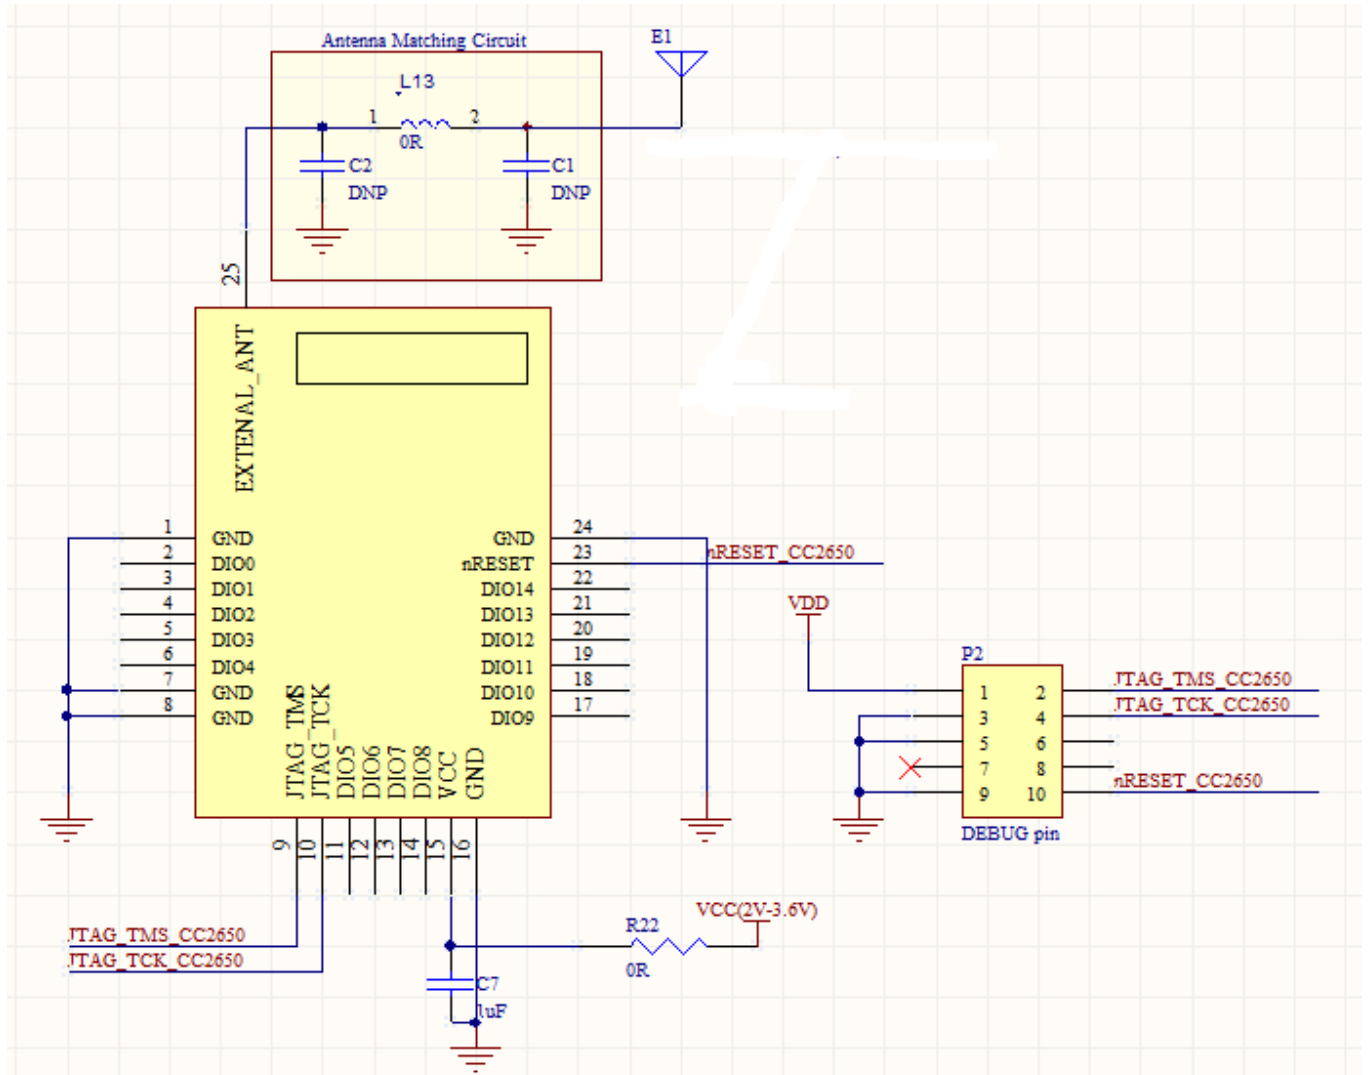 Antenna Matching Circuit
E1
L13
1 2
0R
C2
DNP
C1
DNP
25
EXTENAL_ANT
1 GND
2 DIO0
3 DIO1
4 DIO2
5 DIO3
6 DIO4
7 GND
8 GND
GND 24
nRESET 23
DIO14 22
DIO13 21
DIO12 20
DIO11 19
DIO10 18
DIO9 17
nRESET_CC2650
JTAG_TMS
JTAG_TCK
DIO5
DIO6
DIO7
DIO8
VCC
GND
9
10
11
12
13
14
15
16
JTAG_TMS_CC2650
JTAG_TCK_CC2650
VCC(2V-3.6V)
R22
0R
C7
1uF
VDD
P2
1 2
3 4
5 6
7 8
9 10
JTAG_TMS_CC2650
JTAG_TCK_CC2650
nRESET_CC2650
DEBUG pin